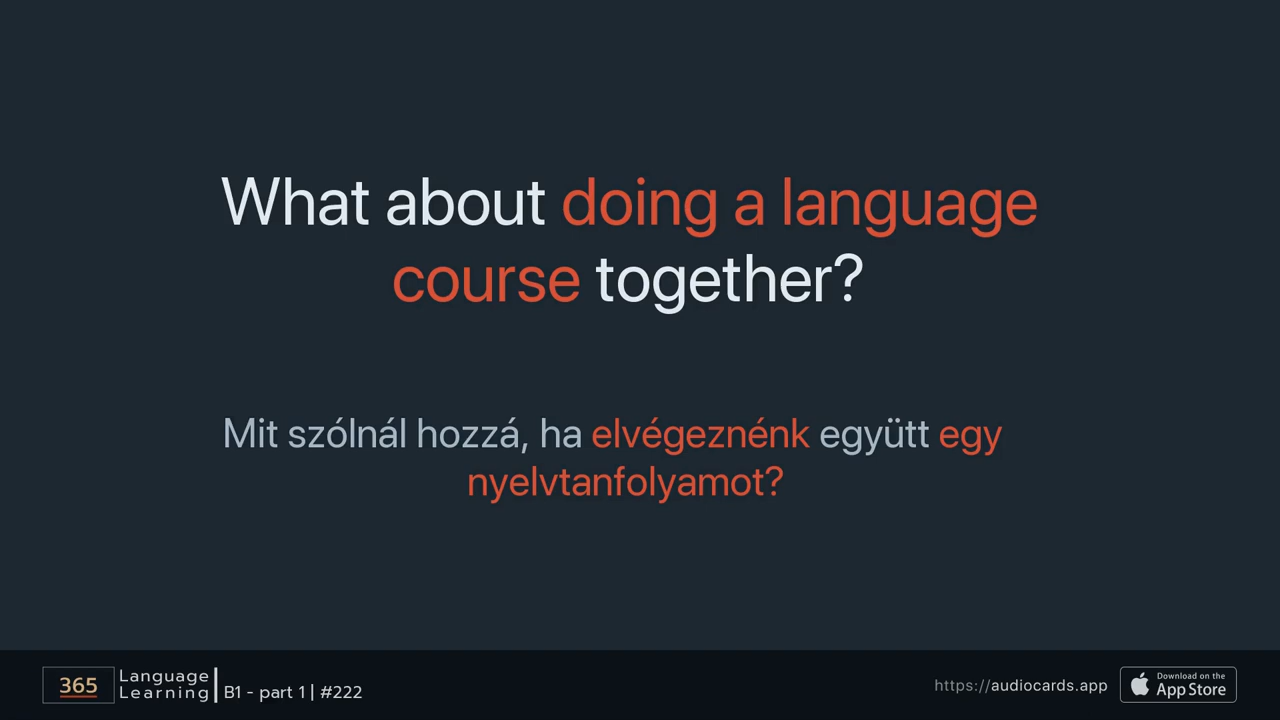 What about doing a language
course together?
Mit szólnál hozzá, ha elvégeznénk együtt egy
nyelvtanfolyamot?
365
Language
Learning
B1 - part 1 | #222
https://audiocards.app
Download on the
App Store